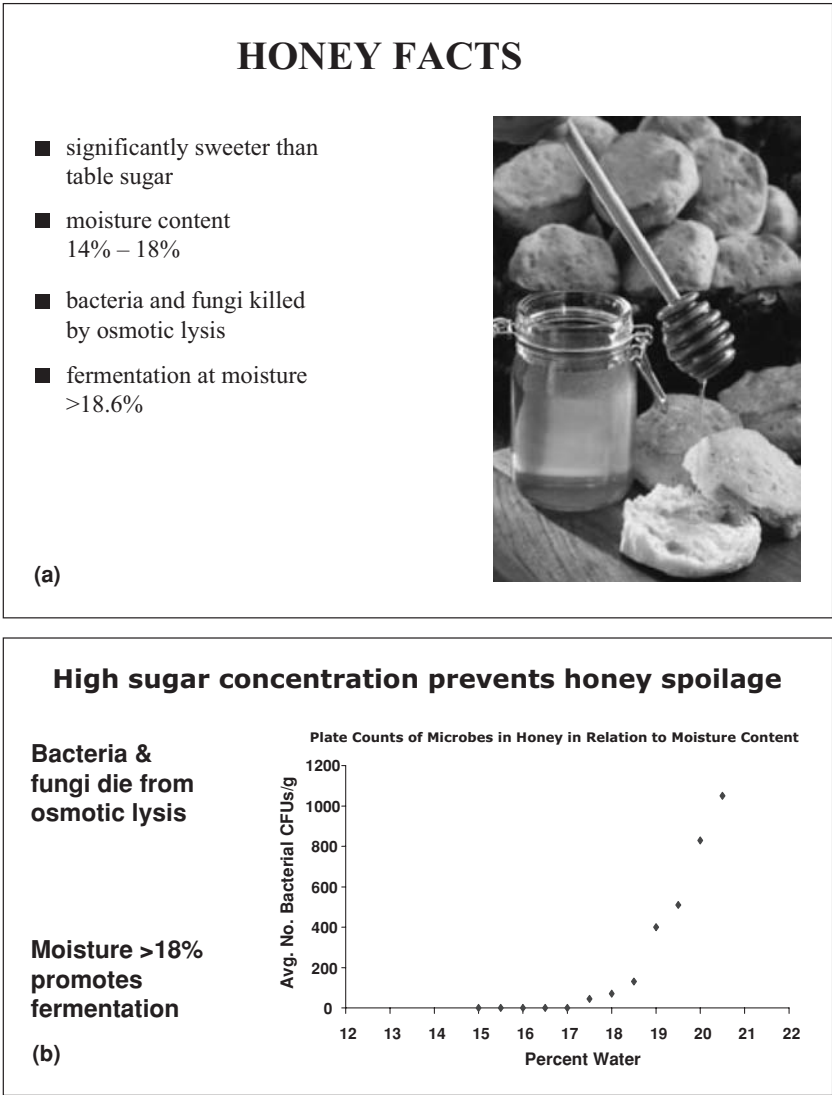 HONEY FACTS
■ significantly sweeter than
table sugar
■ moisture content
14% – 18%
■ bacteria and fungi killed
by osmotic lysis
■ fermentation at moisture
>18.6%
(a)
High sugar concentration prevents honey spoilage
Bacteria &
fungi die from
osmotic lysis
Moisture >18%
promotes
fermentation
(b)
Plate Counts of Microbes in Honey in Relation to Moisture Content
Avg. No. Bacterial CFUs/g
1200
1000
800
600
400
200
0
12 13 14 15 16 17 18 19 20 21 22
Percent Water